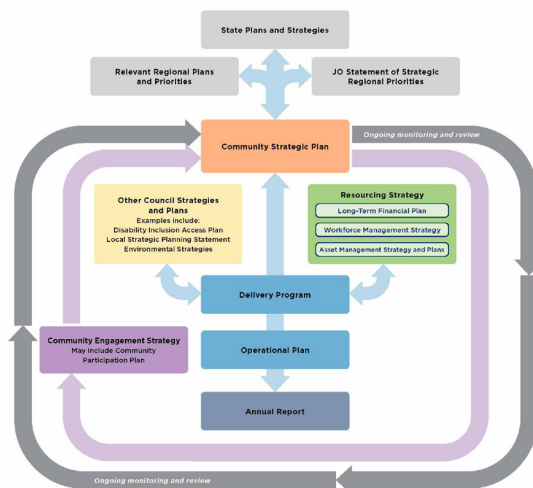 State Plans and Strategies
Relevant Regional Plans
and Priorities
JO Statement of Strategic
Regional Priorities
Community Strategic Plan
Ongoing monitoring and review
Other Council Strategies
and Plans
Examples include:
Disability Inclusion Access Plan
Local Strategic Planning Statement
Environmental Strategies
Resourcing Strategy
Long-Term Financial Plan
Workforce Management Strategy
Asset Management Strategy and Plans
Delivery Program
Community Engagement Strategy
May include Community
Participation Plan
Operational Plan
Annual Report
Ongoing monitoring and review